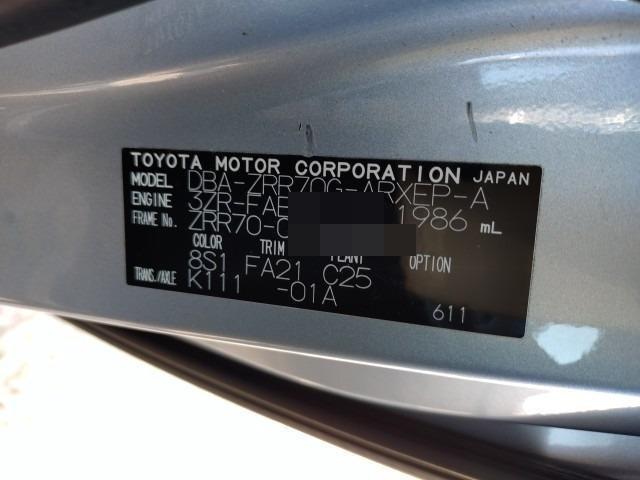 TOYOTA MOTOR CORPORATION JAPAN
MODEL DBA-ZRR70G-ARXEP-A
ENGINE 3ZR-FAE 1986 mL
FRAME No. ZRR70-0
COLOR TRIM PLANT OPTION
8S1 FA21 C25
TRANS./AXLE K111 -01A
611